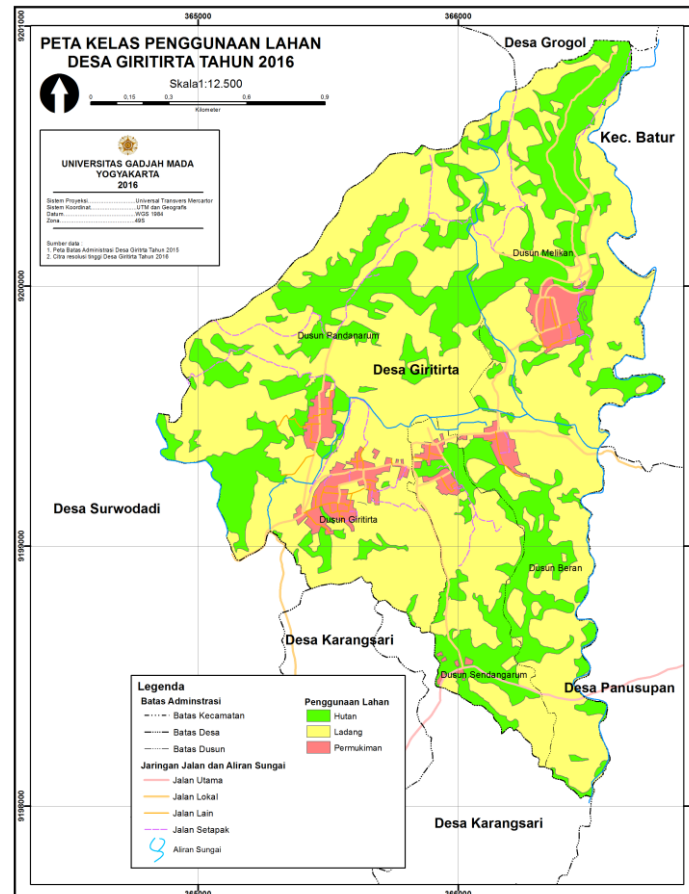 365000
366000
9201000
PETA KELAS PENGGUNAAN LAHAN
DESA GIRITIRTA TAHUN 2016
Skala1:12.500
0 0,15 0,3 0,6 0,9
Kilometer
UNIVERSITAS GADJAH MADA
YOGYAKARTA
2016
Sistem Proyeksi..........................Universal Transvers Mercartor
Sistem Koordinat........................UTM dan Geografis
Datum........................................WGS 1984
Zona..........................................49S
Sumber data :
1. Peta Batas Administrasi Desa Giritirta Tahun 2015
2. Citra resolusi tinggi Desa Giritirta Tahun 2016
Desa Grogol
Kec. Batur
Dusun Melikan
9200000
Dusun Pandanarum
Desa Giritirta
Desa Surwodadi
Dusun Giritirta
Dusun Beran
Desa Karangsari
Dusun Sendangarum
Desa Panusupan
Legenda
Batas Adminstrasi
Batas Kecamatan
Batas Desa
Batas Dusun
Jaringan Jalan dan Aliran Sungai
Jalan Utama
Jalan Lokal
Jalan Lain
Jalan Setapak
Aliran Sungai
Penggunaan Lahan
Hutan
Ladang
Permukiman
Desa Karangsari